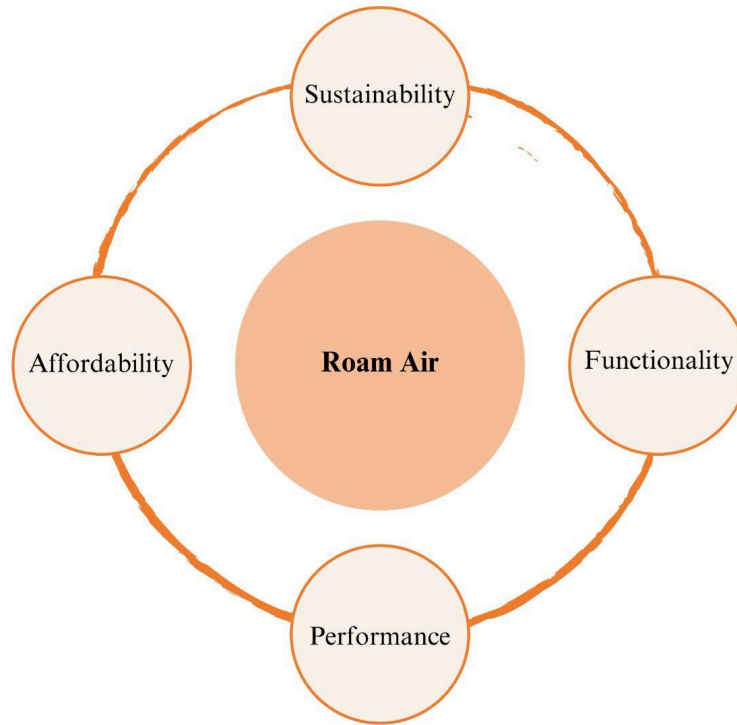 Sustainability
Affordability
Roam Air
Functionality
Performance